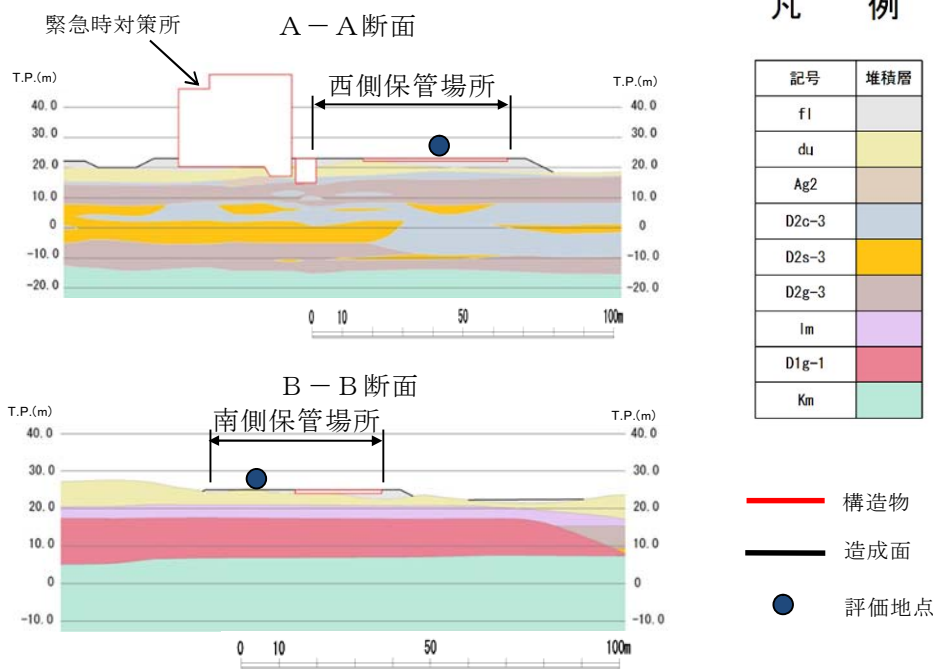 緊急時対策所
A-A断面
T.P.(m)
T.P.(m)
西側保管場所
40.0
40.0
30.0
30.0
20.0
20.0
10.0
10.0
0
0
-10.0
-10.0
-20.0
-20.0
0 10 50 100m
B-B断面
T.P.(m)
T.P.(m)
南側保管場所
40.0
40.0
30.0
30.0
20.0
20.0
10.0
10.0
0
0
-10.0
-10.0
0 10 50 100m
凡 例
記号 堆積層
fl
du
Ag2
D2c-3
D2s-3
D2g-3
lm
D1g-1
Km
構造物
造成面
評価地点